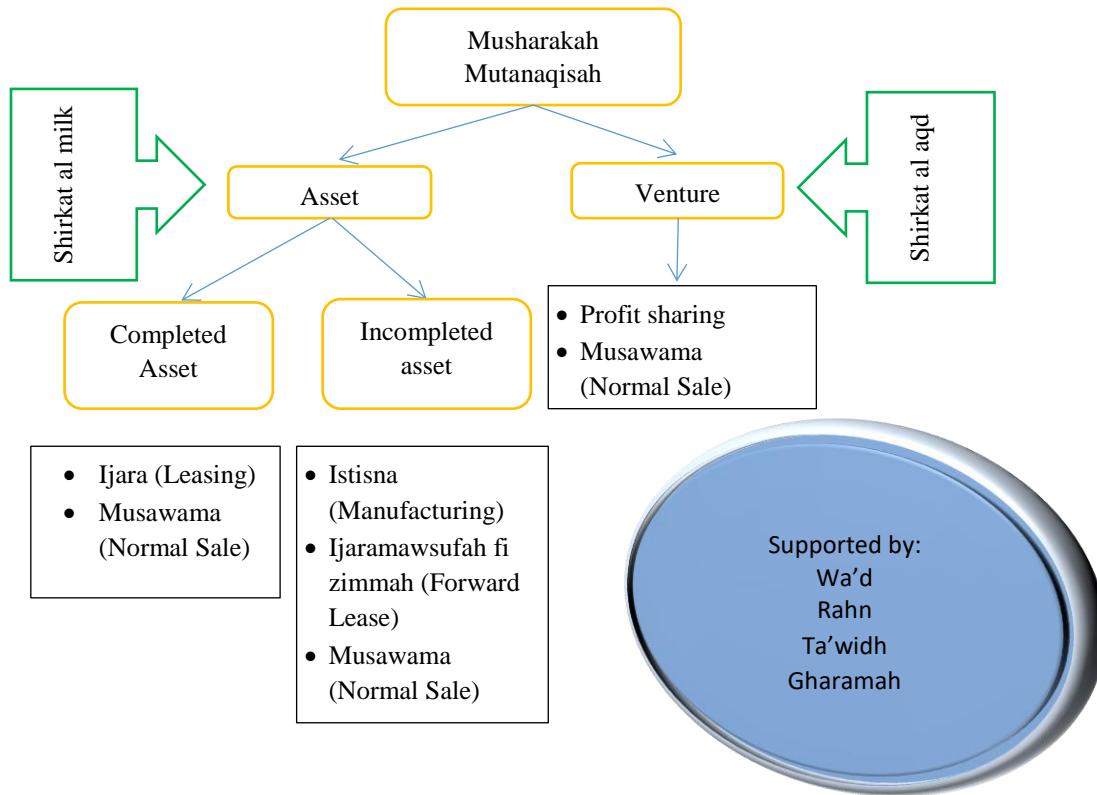 Musharakah
Mutanaqisah
Shirkat al milk
Shirkat al aqd
Asset
Venture
Completed
Asset
Incompleted
asset
• Profit sharing
• Musawama
(Normal Sale)
• Ijara (Leasing)
• Musawama
(Normal Sale)
• Istisna
(Manufacturing)
• Ijaramawsufah fi
zimmah (Forward
Lease)
• Musawama
(Normal Sale)
Supported by:
Wa’d
Rahn
Ta’widh
Gharamah